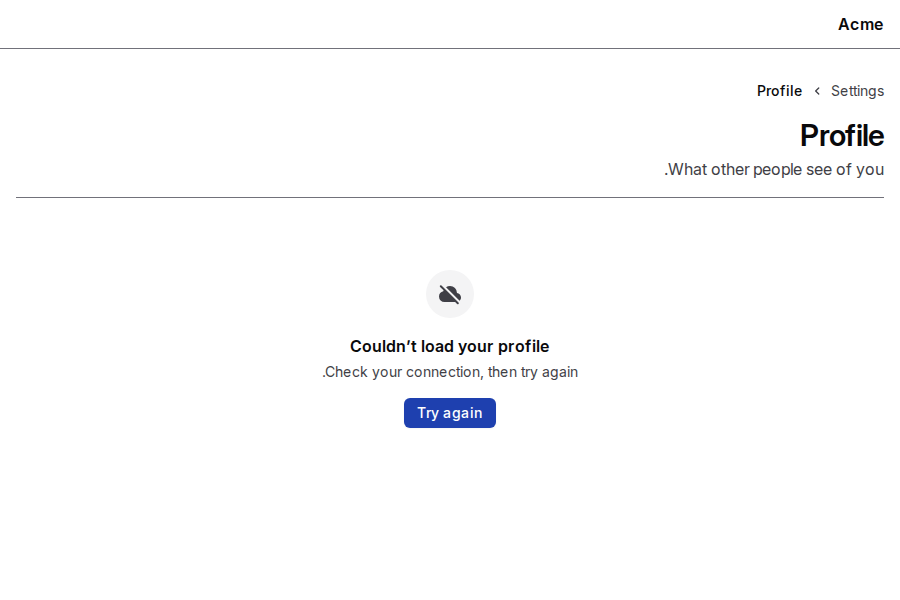 Acme
Settings
Profile
Profile
What other people see of you.
Couldn’t load your profile
Check your connection, then try again.
Try again